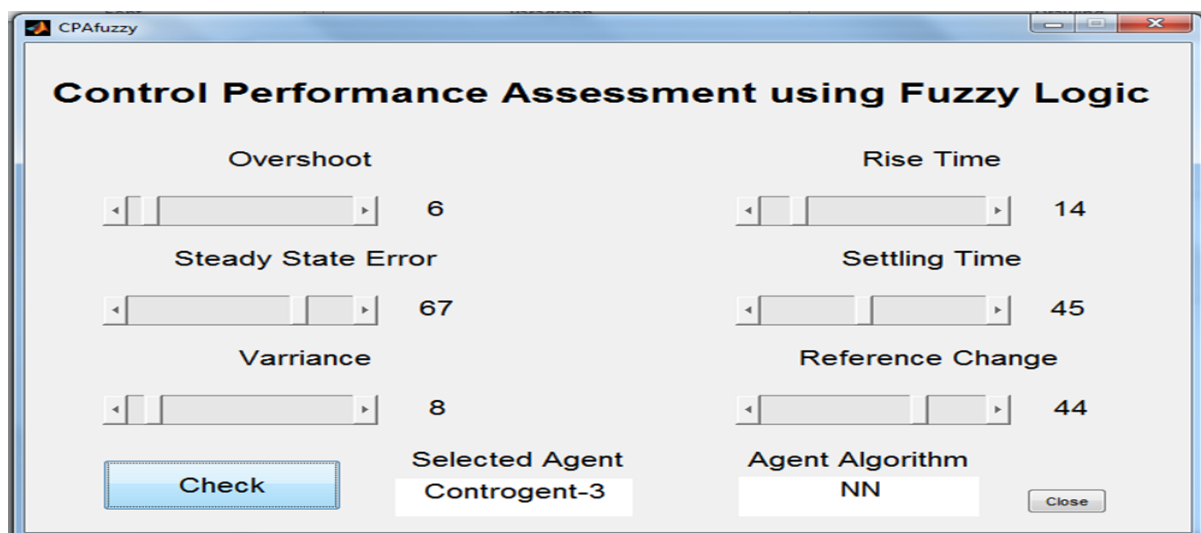 CPAfuzzy
Control Performance Assessment using Fuzzy Logic
Overshoot
6
Rise Time
14
Steady State Error
67
Settling Time
45
Varriance
8
Reference Change
44
Check
Selected Agent
Controgent-3
Agent Algorithm
NN
Close